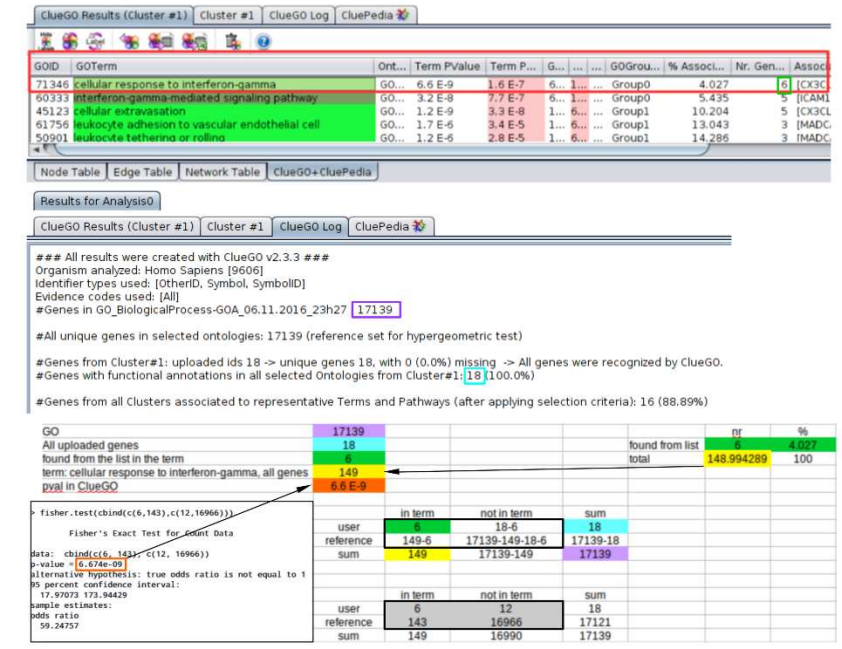 ClueGO Results (Cluster #1) Cluster #1 ClueGO Log CluePedia
GOID GOTerm Ont... Term PValue Term P... G... ... ... GOGrou... % Associ... Nr. Gen... Associ
71346 cellular response to interferon-gamma GO... 6.6 E-9 1.6 E-7 6... 1... ... Group0 4.027 6 [CX3C
60333 interferon-gamma-mediated signaling pathway GO... 3.2 E-8 7.7 E-7 6... 1... ... Group0 5.435 5 [ICAM1
45123 cellular extravasation GO... 1.2 E-9 3.3 E-8 1... 6... ... Group1 10.204 5 [CX3CL
61756 leukocyte adhesion to vascular endothelial cell GO... 1.7 E-6 3.4 E-5 1... 6... ... Group1 13.043 3 [MADC
50901 leukocyte tethering or rolling GO... 1.2 E-6 2.8 E-5 1... 6... ... Group1 14.286 3 [MADC
Node Table Edge Table Network Table ClueGO+CluePedia
Results for Analysis0
ClueGO Results (Cluster #1) Cluster #1 ClueGO Log CluePedia
### All results were created with ClueGO v2.3.3 ###
Organism analyzed: Homo Sapiens [9606]
Identifier types used: [OtherID, Symbol, SymbolID]
Evidence codes used: [All]
#Genes in GO_BiologicalProcess-GOA_06.11.2016_23h27 17139
#All unique genes in selected ontologies: 17139 (reference set for hypergeometric test)
#Genes from Cluster#1: uploaded ids 18 -> unique genes 18, with 0 (0.0%) missing -> All genes were recognized by ClueGO.
#Genes with functional annotations in all selected Ontologies from Cluster#1: 18 (100.0%)
#Genes from all Clusters associated to representative Terms and Pathways (after applying selection criteria): 16 (88.89%)
GO 17139 nr %
All uploaded genes 18 found from list 6 4.027
found from the list in the term 6 total 148.994289 100
term: cellular response to interferon-gamma, all genes 149
pval in ClueGO 6.6 E-9
> fisher.test(cbind(c(6,143),c(12,16966)))
Fisher's Exact Test for Count Data
data: cbind(c(6, 143), c(12, 16966))
p-value = 6.674e-09
alternative hypothesis: true odds ratio is not equal to 1
95 percent confidence interval:
17.97073 173.94429
sample estimates:
odds ratio
59.24757
in term not in term sum
user 6 18-6 18
reference 149-6 17139-149-18-6 17139-18
sum 149 17139-149 17139
in term not in term sum
user 6 12 18
reference 143 16966 17121
sum 149 16990 17139